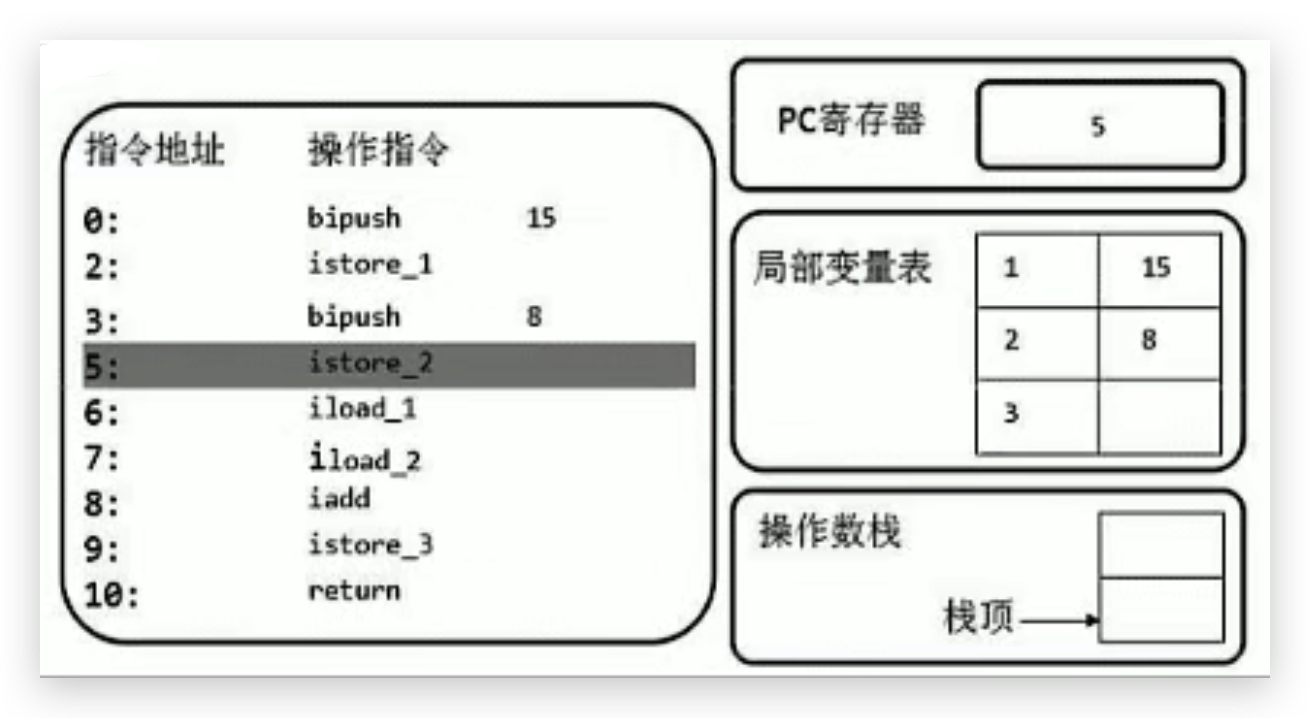 指令地址 操作指令
0: bipush 15
2: istore_1
3: bipush 8
5: istore_2
6: iload_1
7: iload_2
8: iadd
9: istore_3
10: return
PC寄存器 5
局部变量表 1 15
2 8
3
操作数栈
栈顶